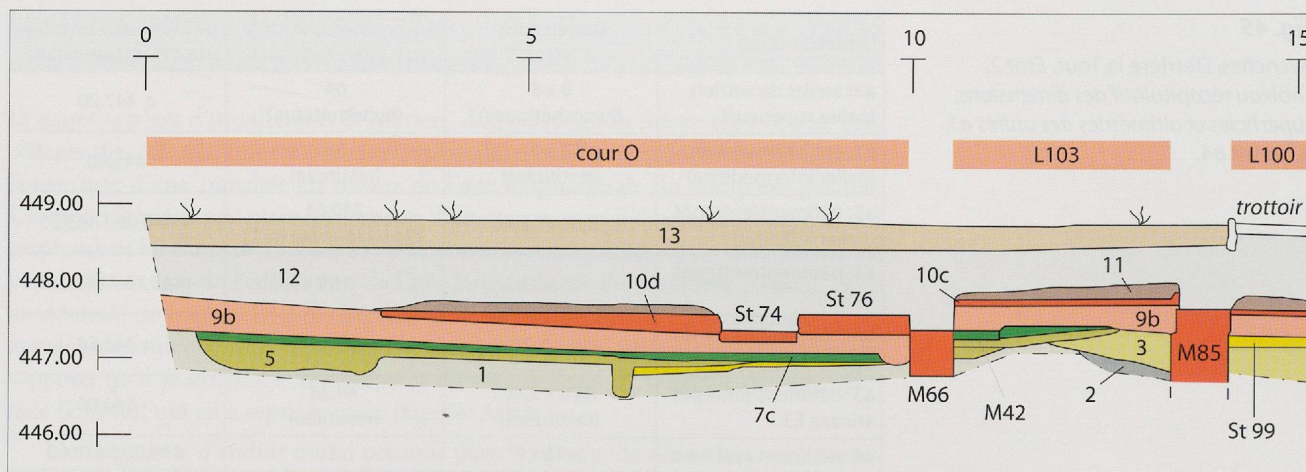 0 5 10 15
cour O L103 L100
449.00
trottoir
13
448.00
12 10d St 74 St 76 10c 11
9b 9b
447.00
5 1 3 M85
7c M66 M42 2
446.00
St 99